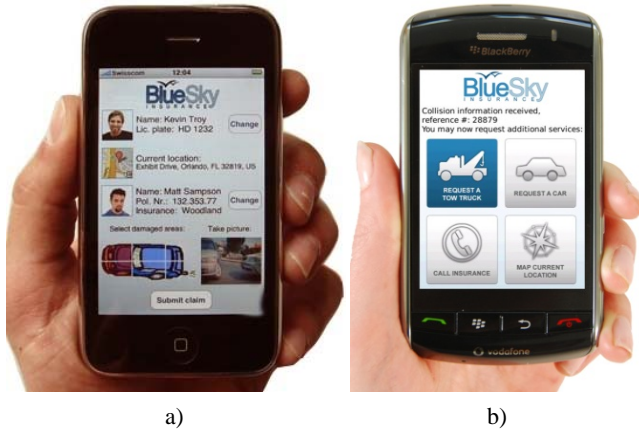 Swisscom 12:04
BlueSky
INSURANCE
Name: Kevin Troy
Lic. plate: HD 1232
Change
Current location:
Exhibit Drive, Orlando, FL 32819, US
Name: Matt Sampson
Pol. Nr.: 132.353.77
Insurance: Woodland
Change
Select damaged areas:
Take picture:
Submit claim
a)
BlackBerry
BlueSky
INSURANCE
Collision information received,
reference #: 28879
You may now request additional services:
REQUEST A
TOW TRUCK
REQUEST A CAR
CALL INSURANCE
MAP CURRENT
LOCATION
vodafone
b)